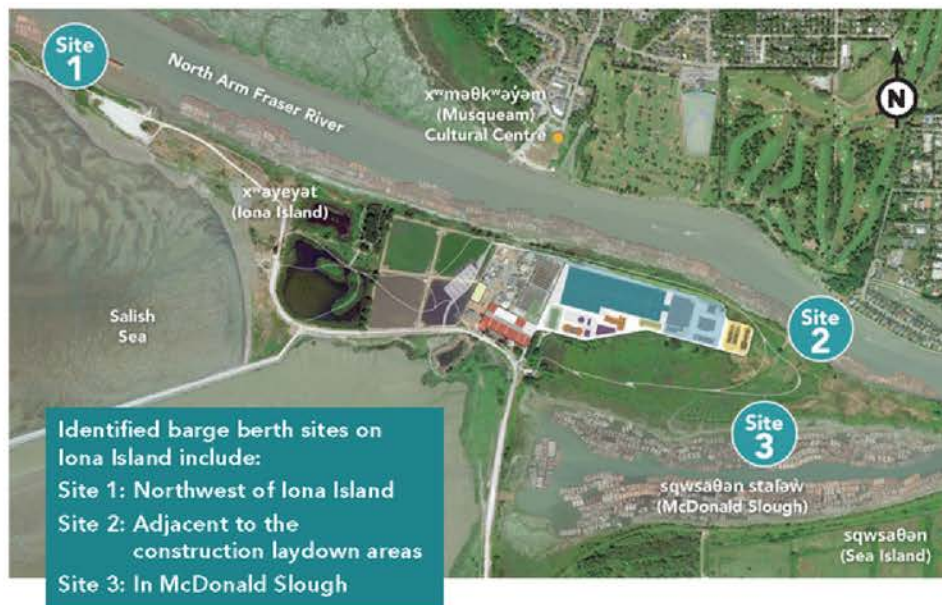 Site
1
North Arm Fraser River
xʷməθkʷəy̓əm
(Musqueam)
Cultural Centre
N
xʷəyeyət
(Iona Island)
Salish
Sea
Site
2
Site
3
sqwsaθən staləw
(McDonald Slough)
sqwsaθən
(Sea Island)
Identified barge berth sites on
Iona Island include:
Site 1: Northwest of Iona Island
Site 2: Adjacent to the
construction laydown areas
Site 3: In McDonald Slough